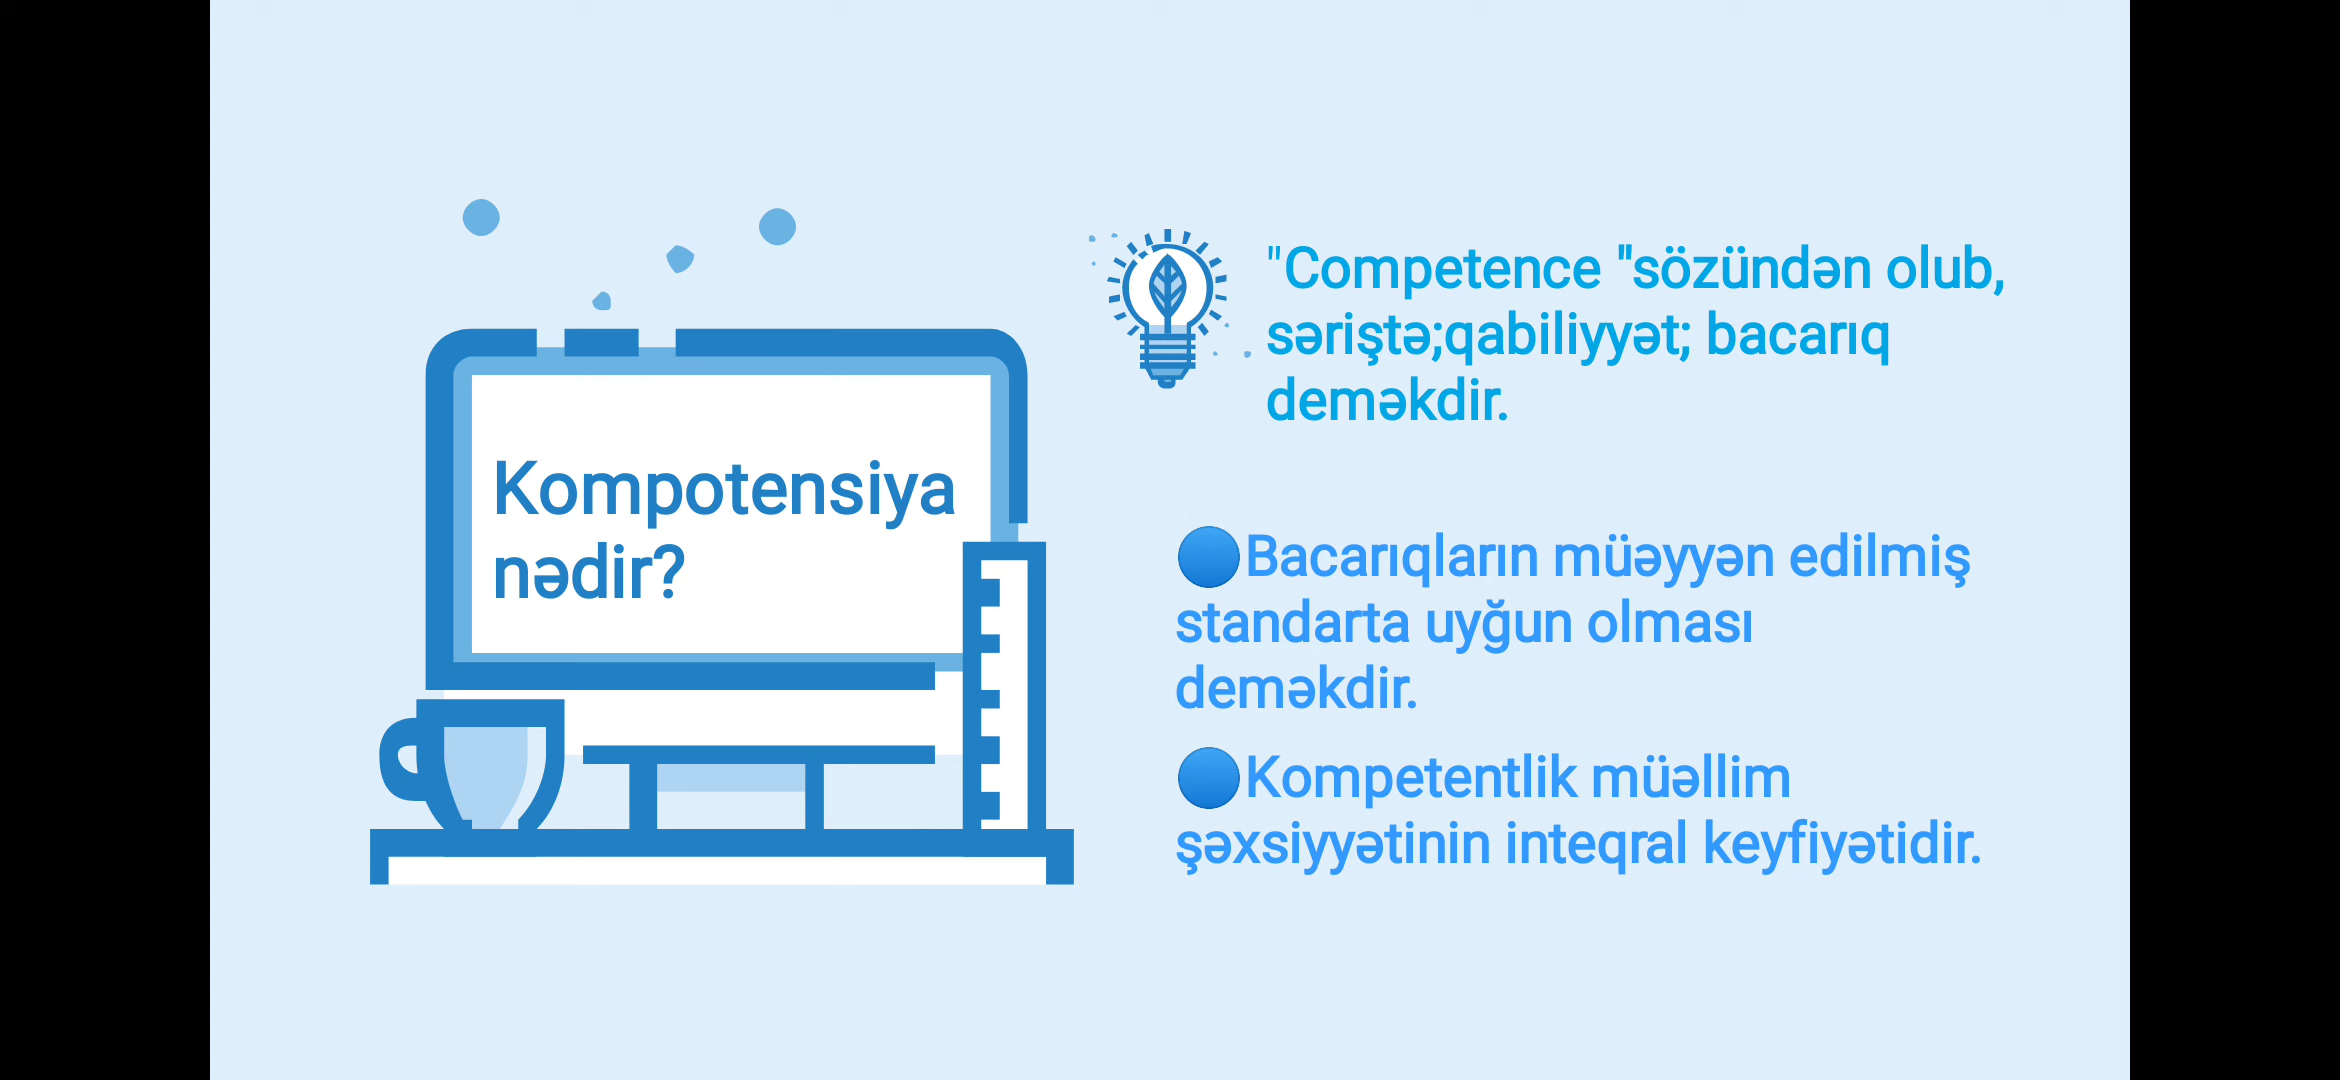 Kompotensiya
nədir?
"Competence "sözündən olub,
səriştə;qabiliyyət; bacarıq
deməkdir.
Bacarıqların müəyyən edilmiş
standarta uyğun olması
deməkdir.
Kompetentlik müəllim
şəxsiyyətinin inteqral keyfiyətidir.